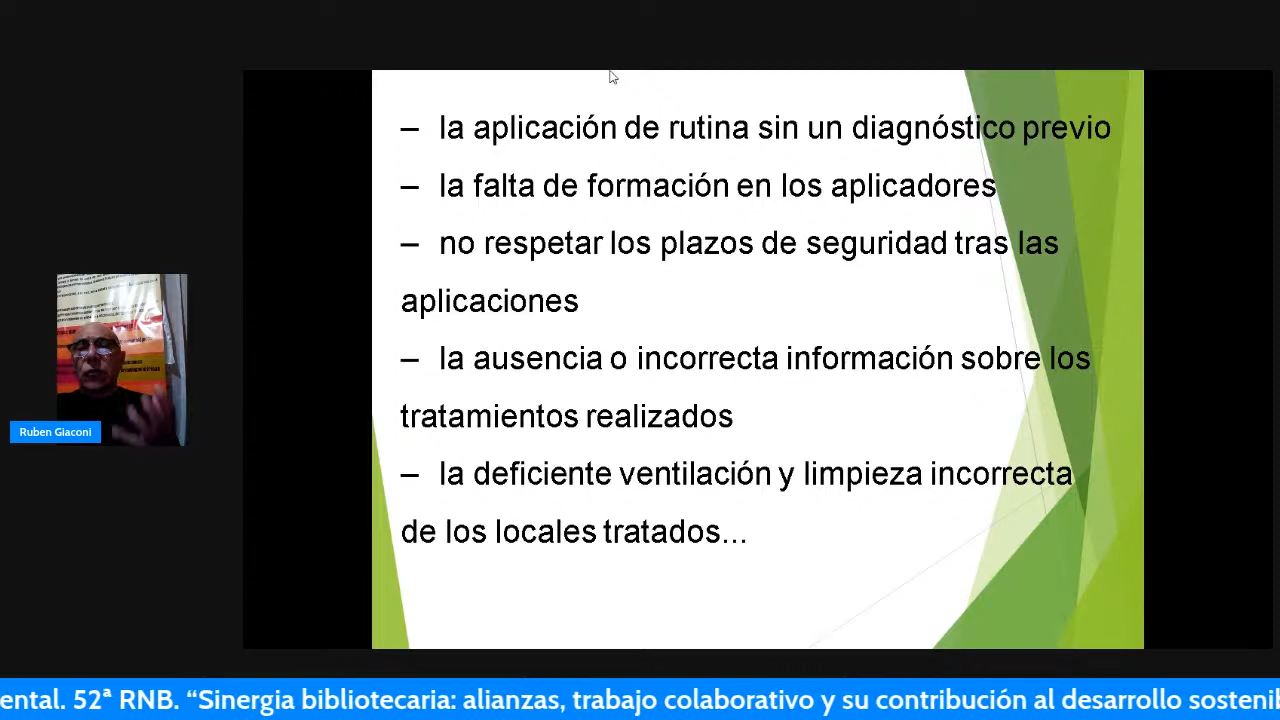 – la aplicación de rutina sin un diagnóstico previo
– la falta de formación en los aplicadores
– no respetar los plazos de seguridad tras las
aplicaciones
– la ausencia o incorrecta información sobre los
tratamientos realizados
– la deficiente ventilación y limpieza incorrecta
de los locales tratados...
Ruben Giaconi
ental. 52ª RNB. “Sinergia bibliotecaria: alianzas, trabajo colaborativo y su contribución al desarrollo sostenib